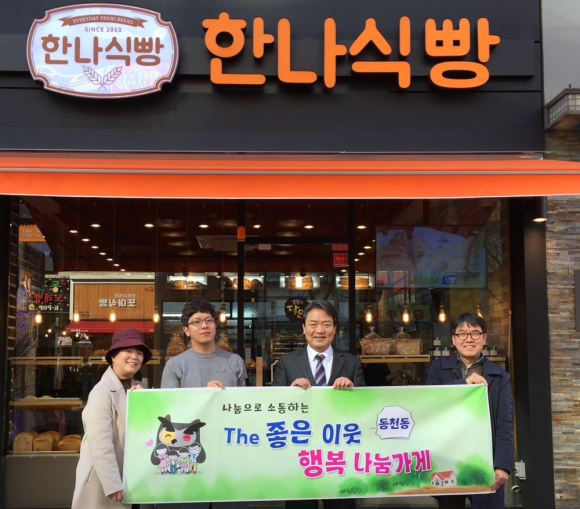 EVERYDAY FRESH BREAD
SINCE 2013
한나식빵
한나식빵
나눔으로 소통하는
The 좋은 이웃 동천동
행복 나눔가게